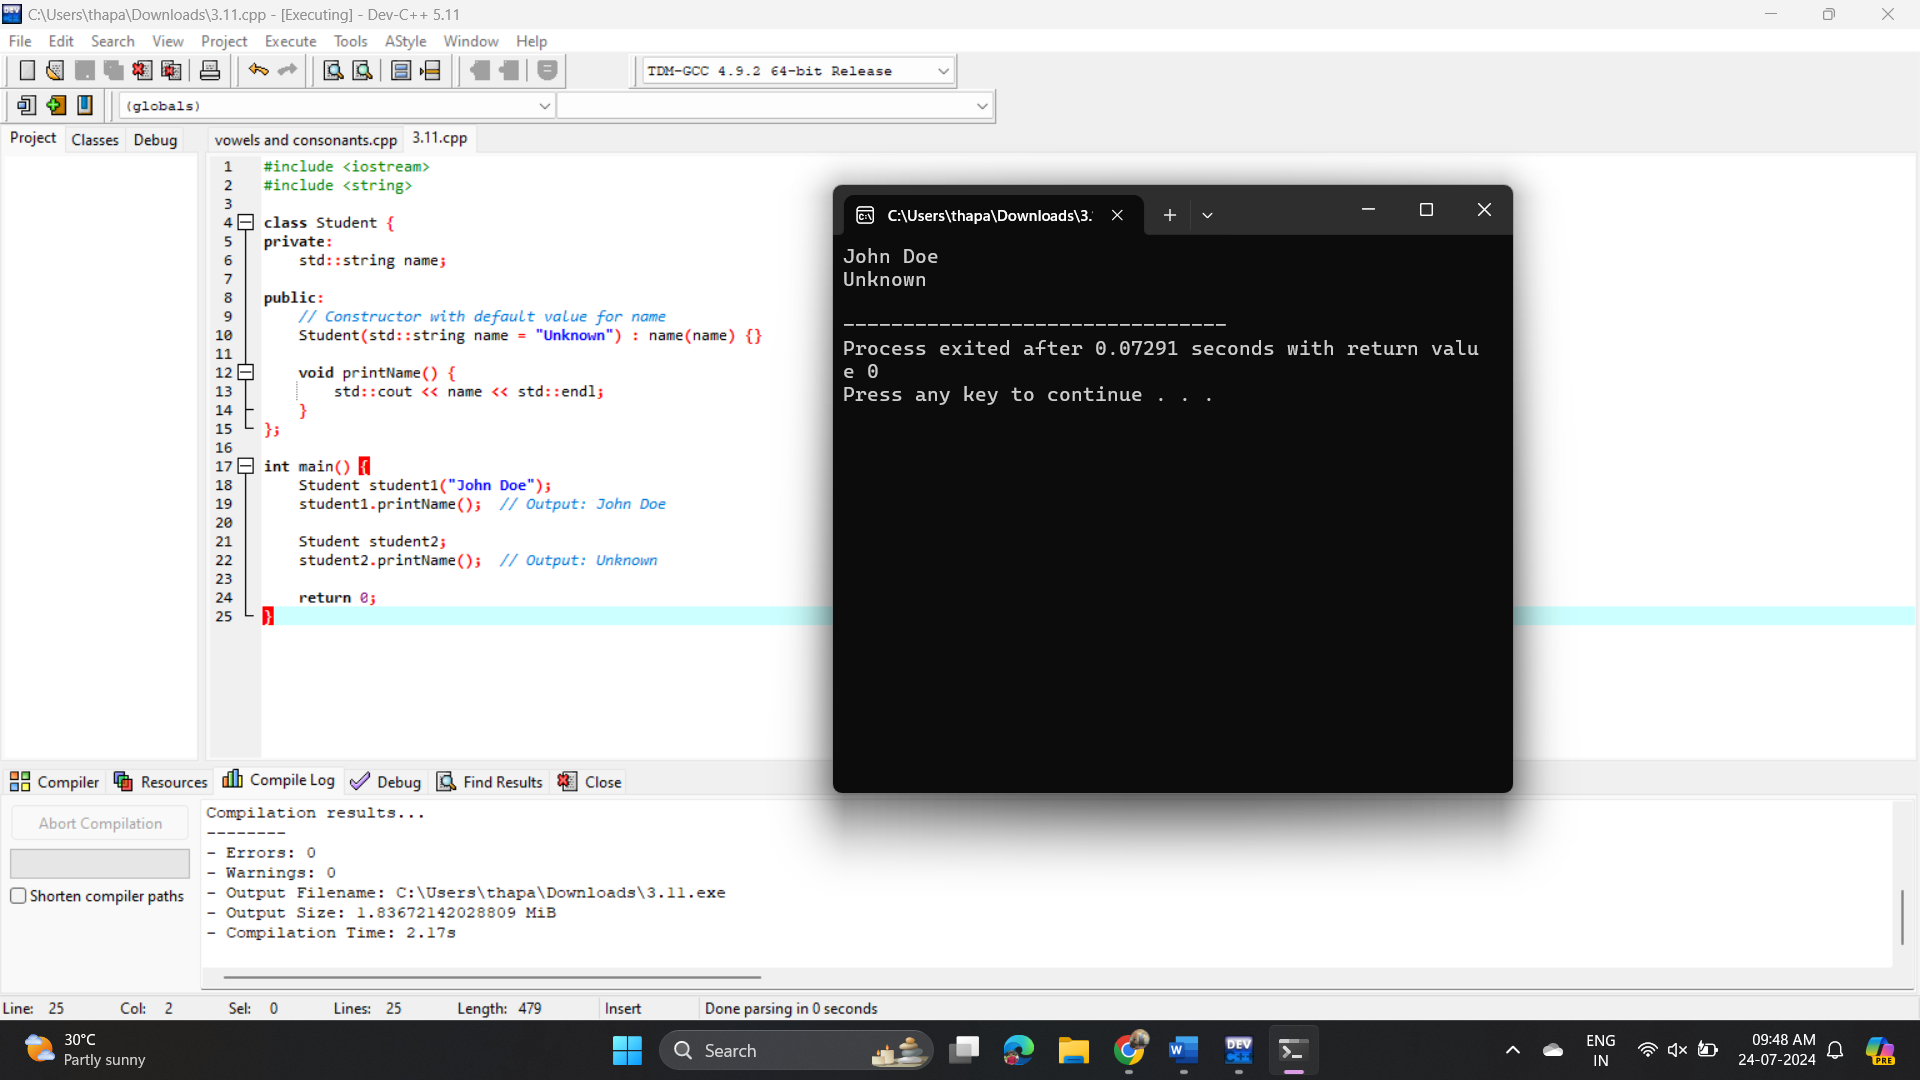 C:\Users\thapa\Downloads\3.11.cpp - [Executing] - Dev-C++ 5.11
File Edit Search View Project Execute Tools AStyle Window Help
TDM-GCC 4.9.2 64-bit Release
(globals)
Project Classes Debug vowels and consonants.cpp 3.11.cpp
1 #include <iostream>
2 #include <string>
3
4 class Student {
5 private:
6 std::string name;
7
8 public:
9 // Constructor with default value for name
10 Student(std::string name = "Unknown") : name(name) {}
11
12 void printName() {
13 std::cout << name << std::endl;
14 }
15 };
16
17 int main() {
18 Student student1("John Doe");
19 student1.printName(); // Output: John Doe
20
21 Student student2;
22 student2.printName(); // Output: Unknown
23
24 return 0;
25 }
C:\Users\thapa\Downloads\3.
John Doe
Unknown
--------------------------------
Process exited after 0.07291 seconds with return valu
e 0
Press any key to continue . . .
Compiler Resources Compile Log Debug Find Results Close
Abort Compilation
Shorten compiler paths
Compilation results...
--------
- Errors: 0
- Warnings: 0
- Output Filename: C:\Users\thapa\Downloads\3.11.exe
- Output Size: 1.83672142028809 MiB
- Compilation Time: 2.17s
Line: 25 Col: 2 Sel: 0 Lines: 25 Length: 479 Insert Done parsing in 0 seconds
30°C
Partly sunny
Search
W
DEV
C++
ENG
IN
09:48 AM
24-07-2024
PRE